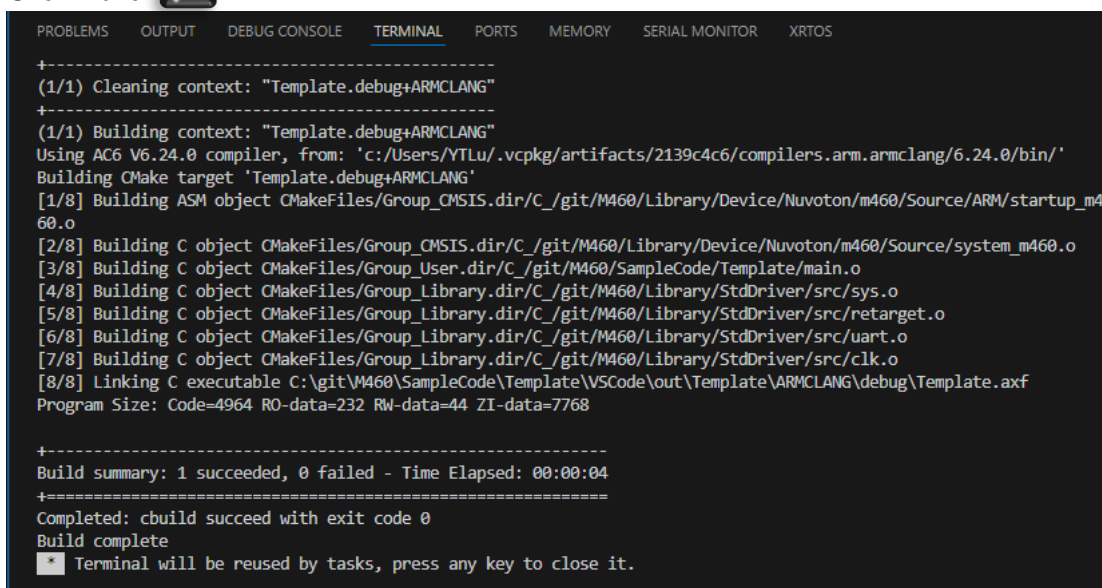 PROBLEMS OUTPUT DEBUG CONSOLE TERMINAL PORTS MEMORY SERIAL MONITOR XRTOS
+------------------------------------------------
(1/1) Cleaning context: "Template.debug+ARMCLANG"
+------------------------------------------------
(1/1) Building context: "Template.debug+ARMCLANG"
Using AC6 V6.24.0 compiler, from: 'c:/Users/YTLu/.vcpkg/artifacts/2139c4c6/compilers.arm.armclang/6.24.0/bin/'
Building CMake target 'Template.debug+ARMCLANG'
[1/8] Building ASM object CMakeFiles/Group_CMSIS.dir/C_/git/M460/Library/Device/Nuvoton/m460/Source/ARM/startup_m4
60.o
[2/8] Building C object CMakeFiles/Group_CMSIS.dir/C_/git/M460/Library/Device/Nuvoton/m460/Source/system_m460.o
[3/8] Building C object CMakeFiles/Group_User.dir/C_/git/M460/SampleCode/Template/main.o
[4/8] Building C object CMakeFiles/Group_Library.dir/C_/git/M460/Library/StdDriver/src/sys.o
[5/8] Building C object CMakeFiles/Group_Library.dir/C_/git/M460/Library/StdDriver/src/retarget.o
[6/8] Building C object CMakeFiles/Group_Library.dir/C_/git/M460/Library/StdDriver/src/uart.o
[7/8] Building C object CMakeFiles/Group_Library.dir/C_/git/M460/Library/StdDriver/src/clk.o
[8/8] Linking C executable C:\git\M460\SampleCode\Template\VSCode\out\Template\ARMCLANG\debug\Template.axf
Program Size: Code=4964 RO-data=232 RW-data=44 ZI-data=7768
+------------------------------------------------------------
Build summary: 1 succeeded, 0 failed - Time Elapsed: 00:00:04
+============================================================
Completed: cbuild succeed with exit code 0
Build complete
* Terminal will be reused by tasks, press any key to close it.